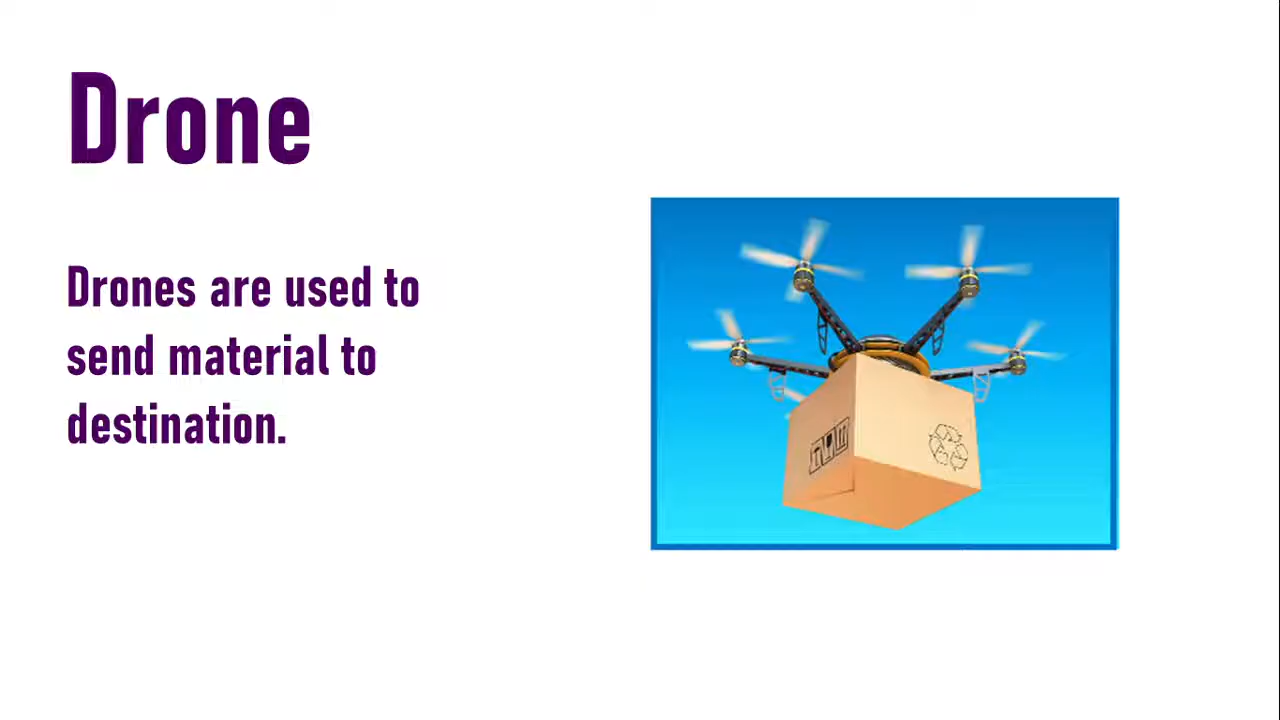 Drone
Drones are used to
send material to
destination.